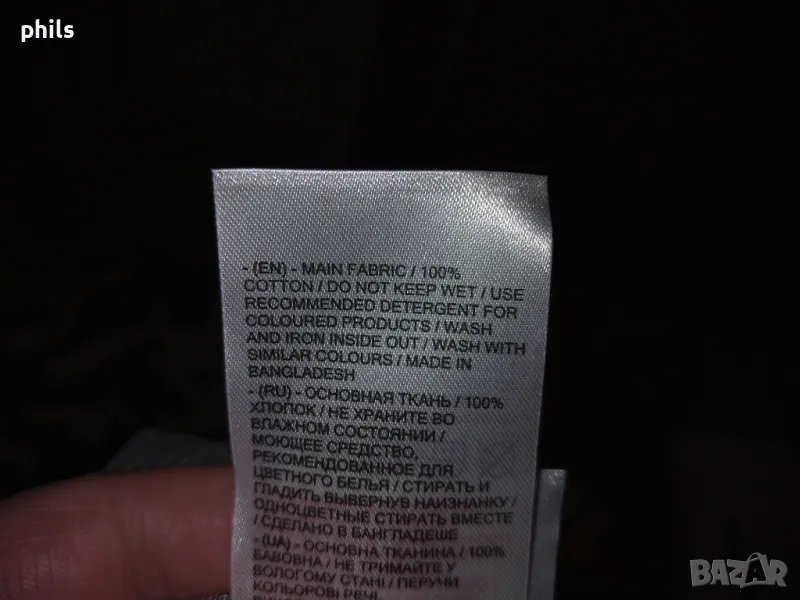 phils
- (EN) - MAIN FABRIC / 100%
COTTON / DO NOT KEEP WET / USE
RECOMMENDED DETERGENT FOR
COLOURED PRODUCTS / WASH
AND IRON INSIDE OUT / WASH WITH
SIMILAR COLOURS / MADE IN
BANGLADESH
- (RU) - ОСНОВНАЯ ТКАНЬ / 100%
ХЛОПОК / НЕ ХРАНИТЕ ВО
ВЛАЖНОМ СОСТОЯНИИ /
МОЮЩЕЕ СРЕДСТВО,
РЕКОМЕНДОВАННОЕ ДЛЯ
ЦВЕТНОГО БЕЛЬЯ / СТИРАТЬ И
ГЛАДИТЬ ВЫВЕРНУВ НАИЗНАНКУ /
ОДНОЦВЕТНЫЕ СТИРАТЬ ВМЕСТЕ
/ СДЕЛАНО В БАНГЛАДЕШЕ
- (UA) - ОСНОВНА ТКАНИНА / 100%
БАВОВНА / НЕ ТРИМАЙТЕ У
ВОЛОГОМУ СТАНІ / ПЕРУЧИ
КОЛЬОРОВІ РЕЧІ,
BAZAR